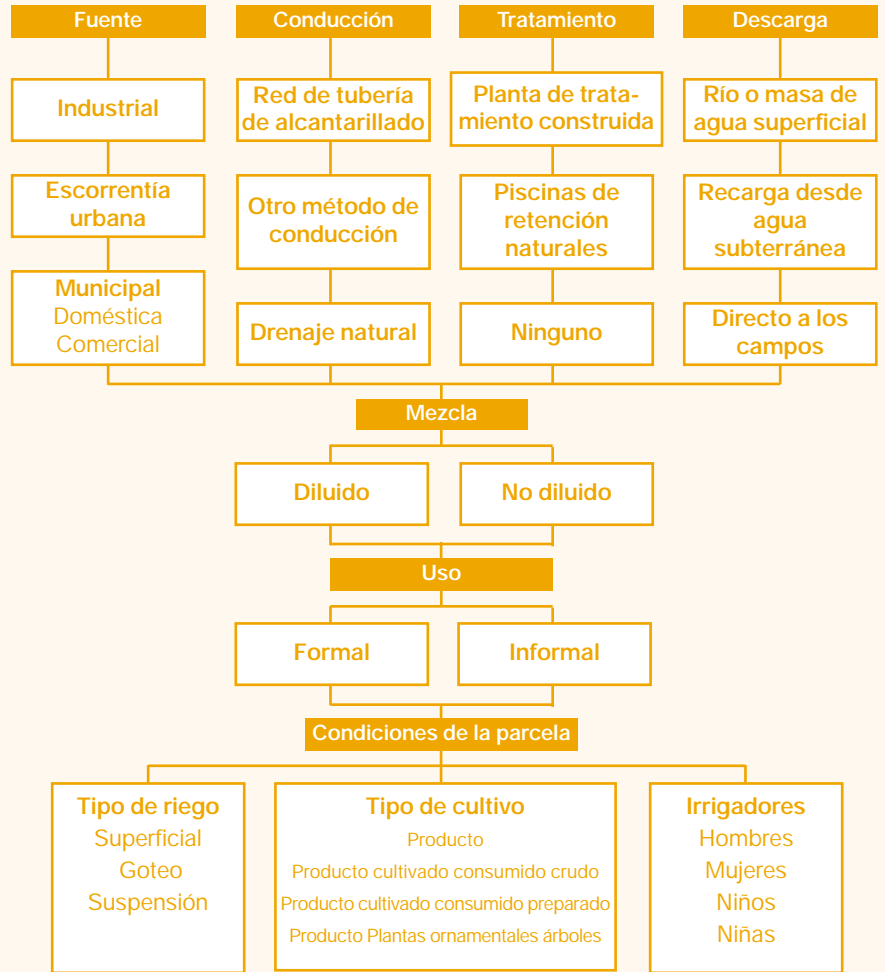 Fuente
Conducción
Tratamiento
Descarga
Industrial
Red de tubería
de alcantarillado
Planta de trata-
miento construida
Río o masa de
agua superficial
Escorrentía
urbana
Otro método de
conducción
Piscinas de
retención
naturales
Recarga desde
agua
subterránea
Municipal
Doméstica
Comercial
Drenaje natural
Ninguno
Directo a los
campos
Mezcla
Diluido
No diluido
Uso
Formal
Informal
Condiciones de la parcela
Tipo de riego
Superficial
Goteo
Suspensión
Tipo de cultivo
Producto
Producto cultivado consumido crudo
Producto cultivado consumido preparado
Producto Plantas ornamentales árboles
Irrigadores
Hombres
Mujeres
Niños
Niñas